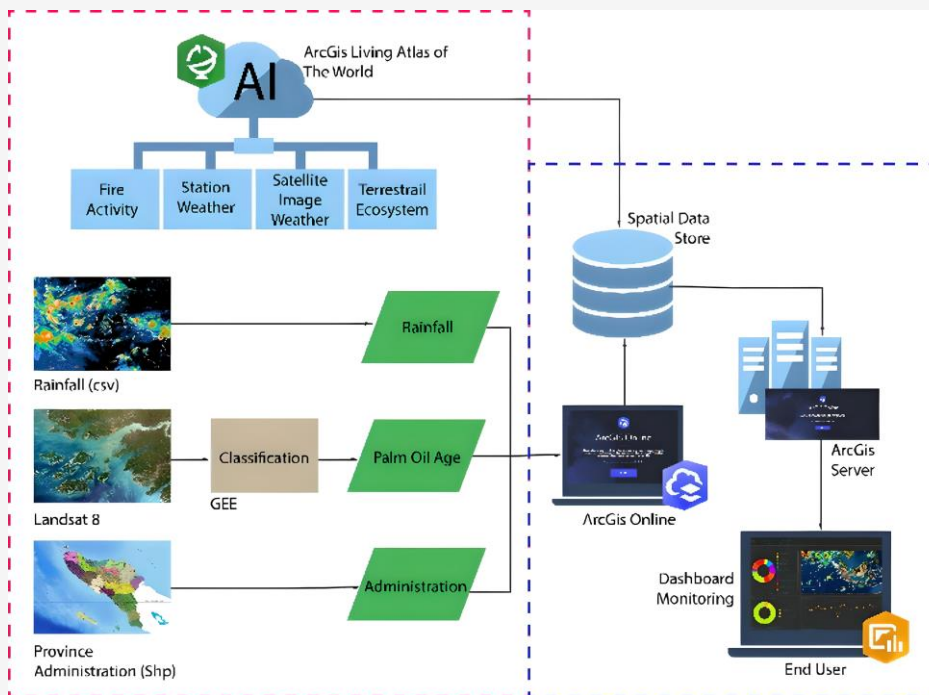 ArcGis Living Atlas of
The World
AI
Fire
Activity
Station
Weather
Satellite
Image
Weather
Terrestrail
Ecosystem
Spatial Data
Store
Rainfall
Rainfall (csv)
Classification
GEE
Palm Oil Age
Landsat 8
ArcGis Online
ArcGis Online
ArcGis
Server
Administration
Province
Administration (Shp)
Dashboard
Monitoring
End User